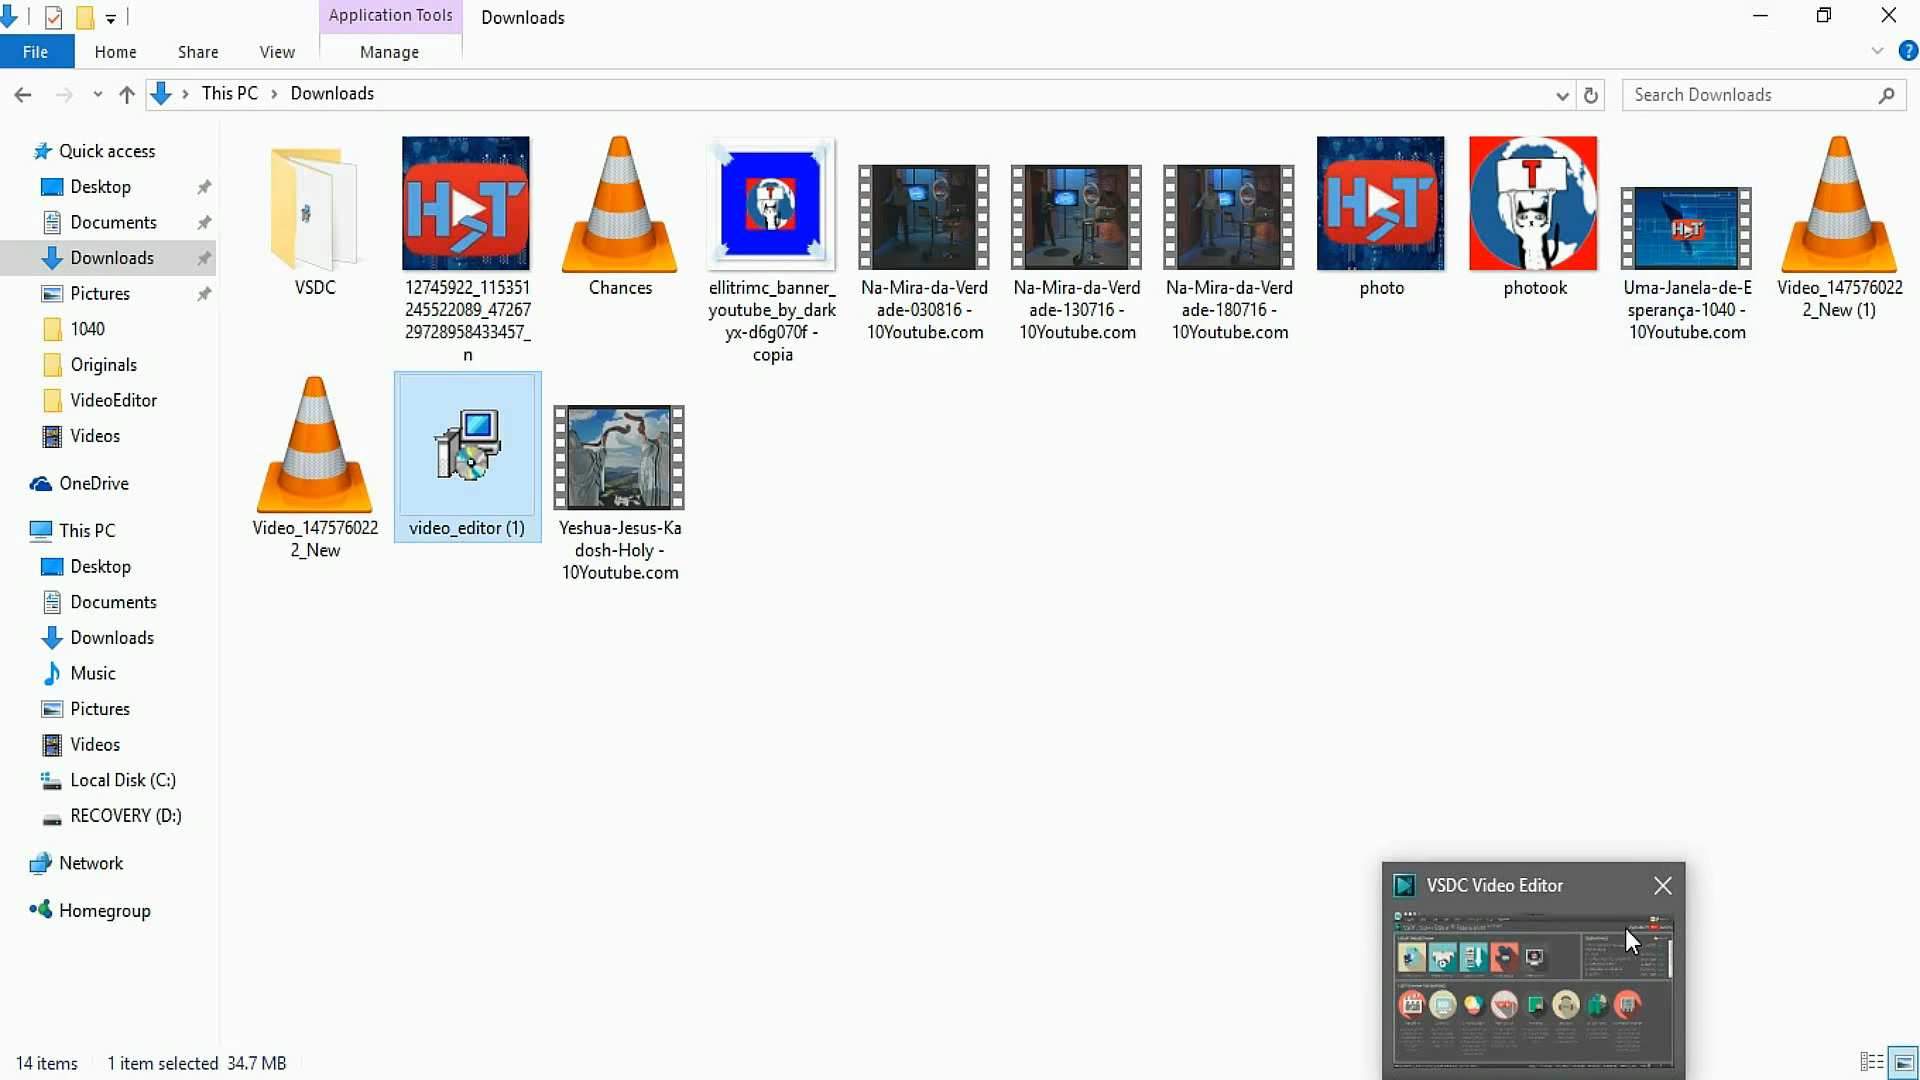 Application Tools
Downloads
File
Home
Share
View
Manage
?
This PC
Downloads
Search Downloads
Quick access
Desktop
Documents
Downloads
Pictures
1040
Originals
VideoEditor
Videos
OneDrive
This PC
Desktop
Documents
Downloads
Music
Pictures
Videos
Local Disk (C:)
RECOVERY (D:)
Network
Homegroup
VSDC
HST
12745922_115351
245522089_47267
29728958433457_
n
Chances
T
ellitrimc_banner_
youtube_by_dark
yx-d6g070f -
copia
Na-Mira-da-Verd
ade-030816 -
10Youtube.com
Na-Mira-da-Verd
ade-130716 -
10Youtube.com
Na-Mira-da-Verd
ade-180716 -
10Youtube.com
HST
photo
T
photook
HST
Uma-Janela-de-E
sperança-1040 -
10Youtube.com
Video_147576022
2_New (1)
Video_147576022
2_New
video_editor (1)
Yeshua-Jesus-Ka
dosh-Holy -
10Youtube.com
VSDC Video Editor
14 items
1 item selected 34.7 MB